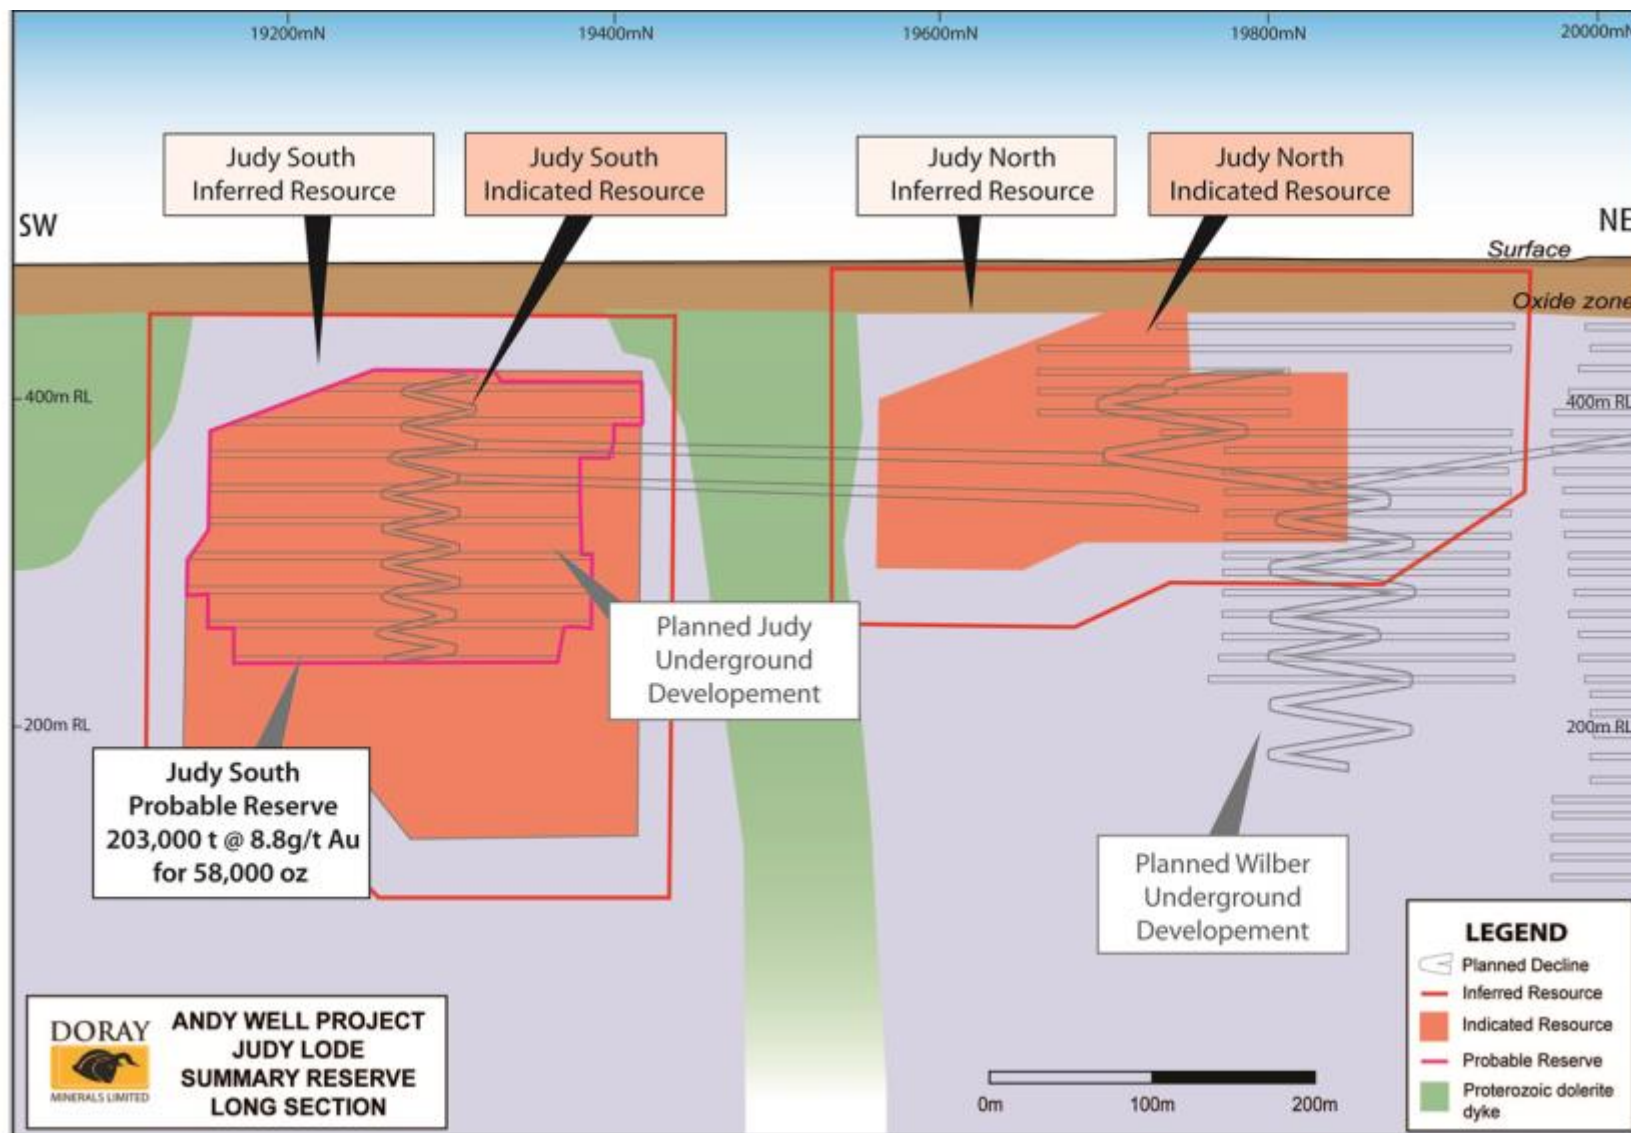 19200mN
19400mN
19600mN
19800mN
20000mN
Judy South
Inferred Resource
Judy South
Indicated Resource
Judy North
Inferred Resource
Judy North
Indicated Resource
SW
NE
Surface
Oxide zone
400m RL
400m RL
Planned Judy
Underground
Developement
200m RL
200m RL
Judy South
Probable Reserve
203,000 t @ 8.8g/t Au
for 58,000 oz
Planned Wilber
Underground
Developement
LEGEND
Planned Decline
Inferred Resource
Indicated Resource
Probable Reserve
Proterozoic dolerite
dyke
DORAY
MINERALS LIMITED
ANDY WELL PROJECT
JUDY LODE
SUMMARY RESERVE
LONG SECTION
0m
100m
200m